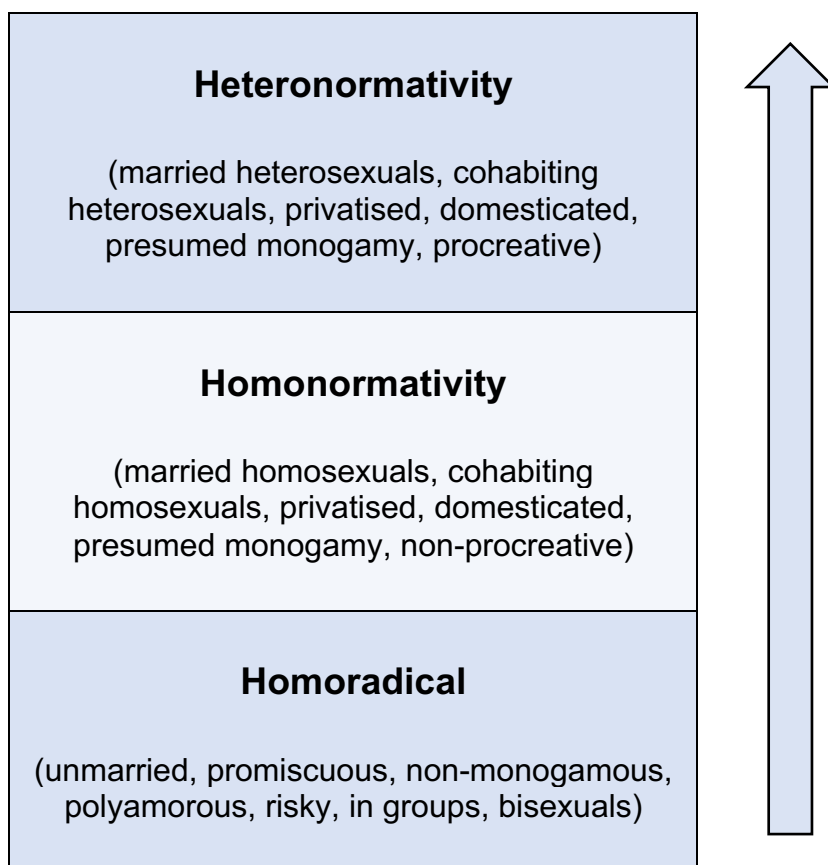 Heteronormativity
(married heterosexuals, cohabiting
heterosexuals, privatised, domesticated,
presumed monogamy, procreative)
Homonormativity
(married homosexuals, cohabiting
homosexuals, privatised, domesticated,
presumed monogamy, non-procreative)
Homoradical
(unmarried, promiscuous, non-monogamous,
polyamorous, risky, in groups, bisexuals)